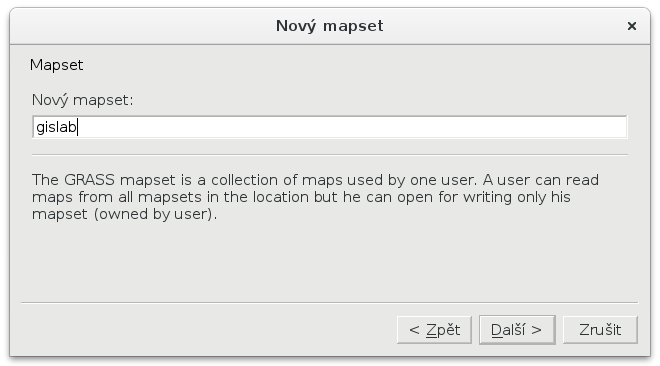 Nový mapset
×
Mapset
Nový mapset:
gislab
The GRASS mapset is a collection of maps used by one user. A user can read
maps from all mapsets in the location but he can open for writing only his
mapset (owned by user).
< Zpět
Další >
Zrušit